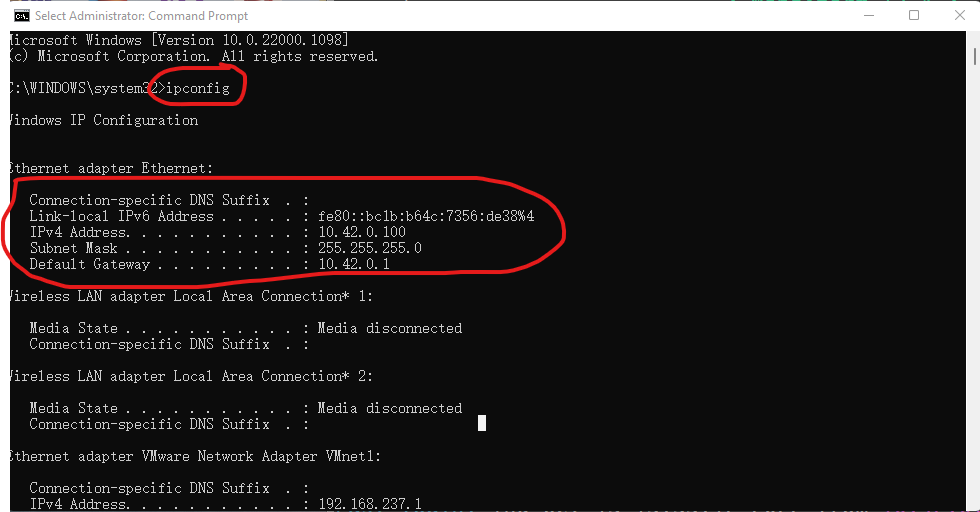 Select Administrator: Command Prompt
Microsoft Windows [Version 10.0.22000.1098]
(c) Microsoft Corporation. All rights reserved.
C:\WINDOWS\system32>ipconfig
Windows IP Configuration
Ethernet adapter Ethernet:
Connection-specific DNS Suffix  . :
Link-local IPv6 Address . . . . . : fe80::bc1b:b64c:7356:de38%4
IPv4 Address. . . . . . . . . . . : 10.42.0.100
Subnet Mask . . . . . . . . . . . : 255.255.255.0
Default Gateway . . . . . . . . . : 10.42.0.1
Wireless LAN adapter Local Area Connection* 1:
Media State . . . . . . . . . . . : Media disconnected
Connection-specific DNS Suffix  . :
Wireless LAN adapter Local Area Connection* 2:
Media State . . . . . . . . . . . : Media disconnected
Connection-specific DNS Suffix  . :
Ethernet adapter VMware Network Adapter VMnet1:
Connection-specific DNS Suffix  . :
IPv4 Address. . . . . . . . . . . : 192.168.237.1